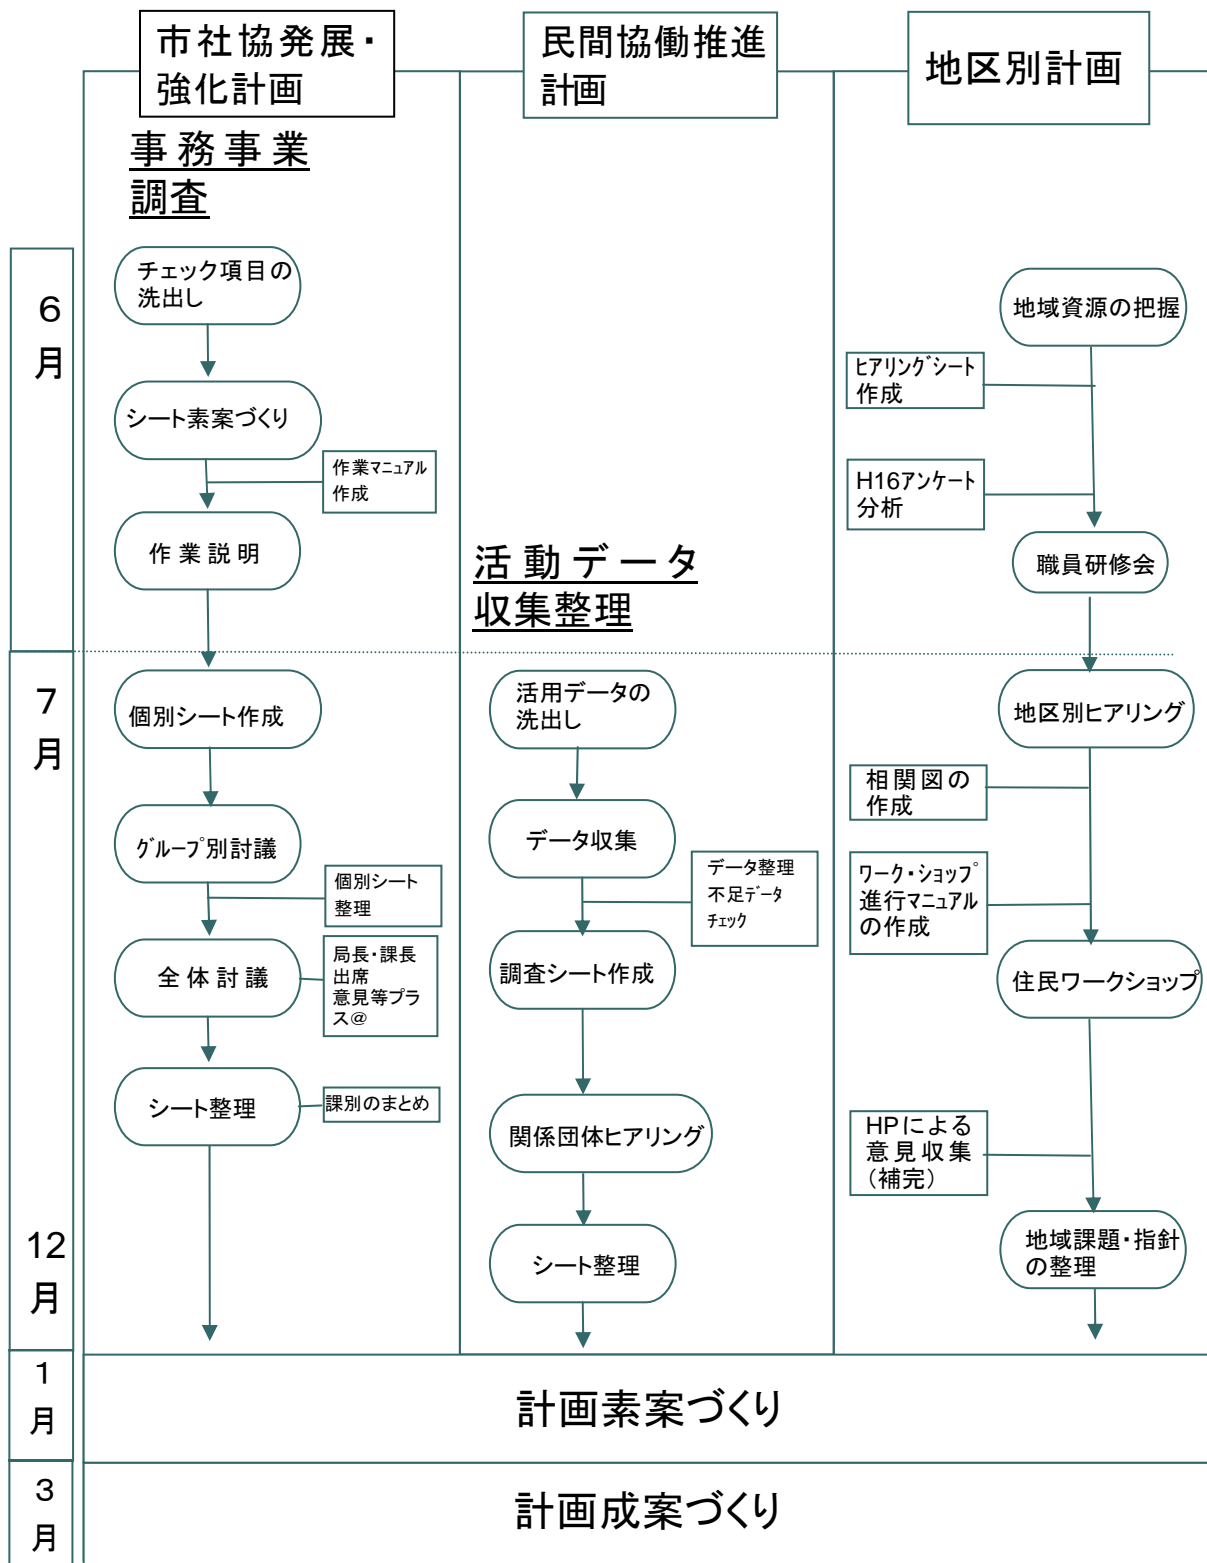 市社協発展・
強化計画
民間協働推進
計画
地区別計画
事務事業
調査
6
月
チェック項目の
洗出し
シート素案づくり
作業マニュアル
作成
作業説明
活動データ
収集整理
地域資源の把握
ヒアリングシート
作成
H16アンケート
分析
職員研修会
7
月
個別シート作成
グループ別討議
個別シート
整理
全体討議
局長・課長
出席
意見等プラ
ス@
シート整理
課別のまとめ
活用データの
洗出し
データ収集
データ整理
不足データ
チェック
調査シート作成
関係団体ヒアリング
シート整理
地区別ヒアリング
相関図の
作成
ワーク・ショップ
進行マニュアル
の作成
住民ワークショップ
HPによる
意見収集
(補完)
地域課題・指針
の整理
12
月
1
月
計画素案づくり
3
月
計画成案づくり